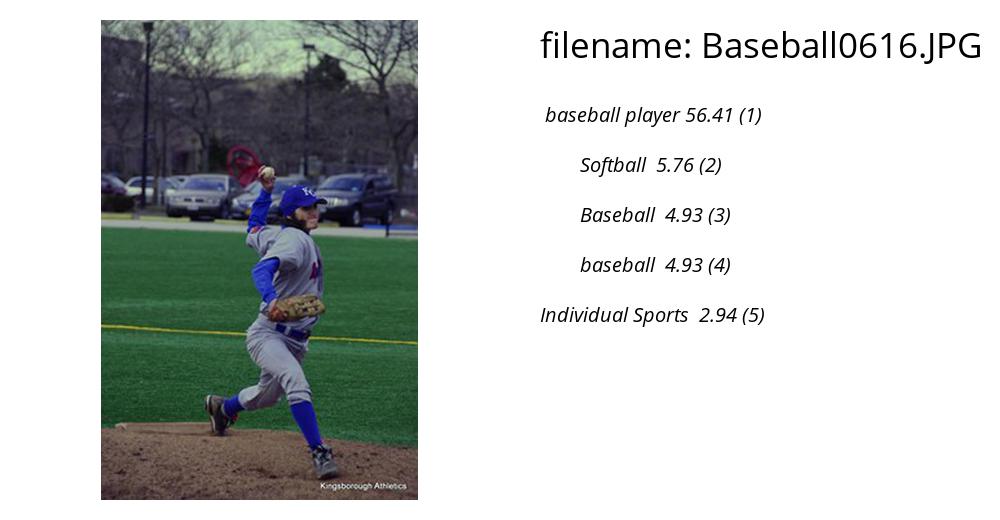 filename: Baseball0616.JPG
baseball player 56.41 (1)
Softball 5.76 (2)
Baseball 4.93 (3)
baseball 4.93 (4)
Individual Sports 2.94 (5)
KC
Kingsborough Athletics